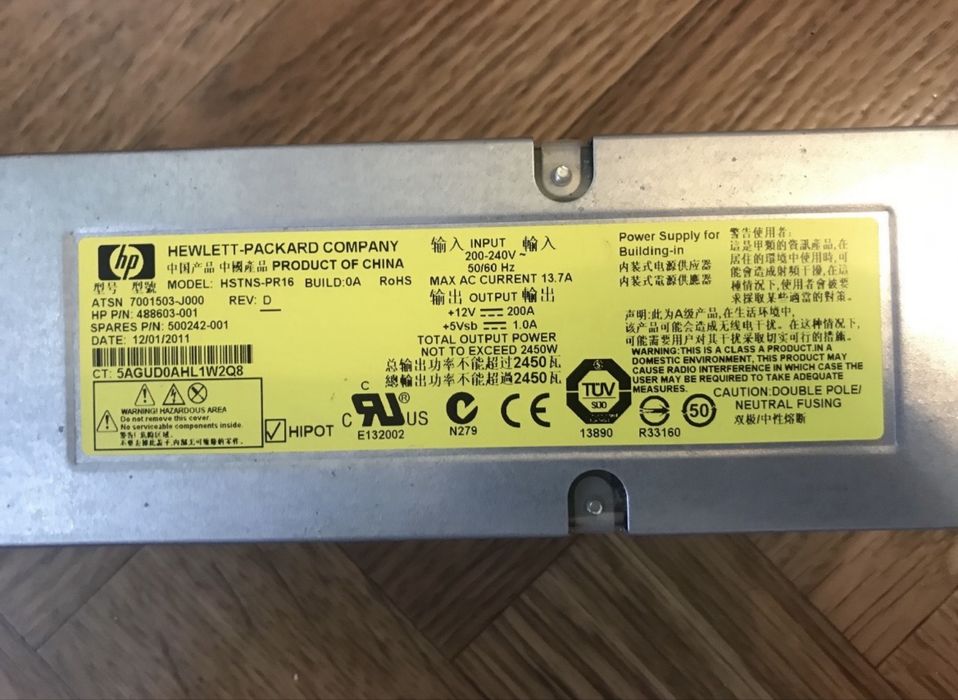 hp
HEWLETT-PACKARD COMPANY
中国产品 中國產品 PRODUCT OF CHINA
型号 型號 MODEL: HSTNS-PR16 BUILD:0A RoHS
ATSN 7001503-J000 REV: D
HP P/N: 488603-001
SPARES P/N: 500242-001
DATE: 12/01/2011
CT: 5AGUD0AHL1W2Q8
WARNING! HAZARDOUS AREA
Do not remove this cover.
No serviceable components inside.
HIPOT
输入 INPUT 輸入
200-240V~
50/60 Hz
MAX AC CURRENT 13.7A
输出 OUTPUT 輸出
+12V 200A
+5Vsb 1.0A
TOTAL OUTPUT POWER
NOT TO EXCEED 2450W
总输出功率不能超过2450瓦
總輸出功率不能超過2450瓦
C
C US
E132002
N279
CE
TÜV
SÜD
13890
R33160
50
Power Supply for
Building-in
内装式电源供应器
内装式電源供應器
警告使用者:
這是甲類的資訊產品,在
居住的環境中使用時,可
能會造成射頻干擾,在這
種情況下,使用者會被要
求採取某些適當的對策。
声明:此为A级产品,在生活环境中,
该产品可能会造成无线电干扰。在这种情况下,
可能需要用户对其干扰采取切实可行的措施。
WARNING:THIS IS A CLASS A PRODUCT.IN A
DOMESTIC ENVIRONMENT, THIS PRODUCT MAY
CAUSE RADIO INTERFERENCE IN WHICH CASE THE
USER MAY BE REQUIRED TO TAKE ADEQUATE
MEASURES.
CAUTION:DOUBLE POLE/
NEUTRAL FUSING
双极/中性熔断